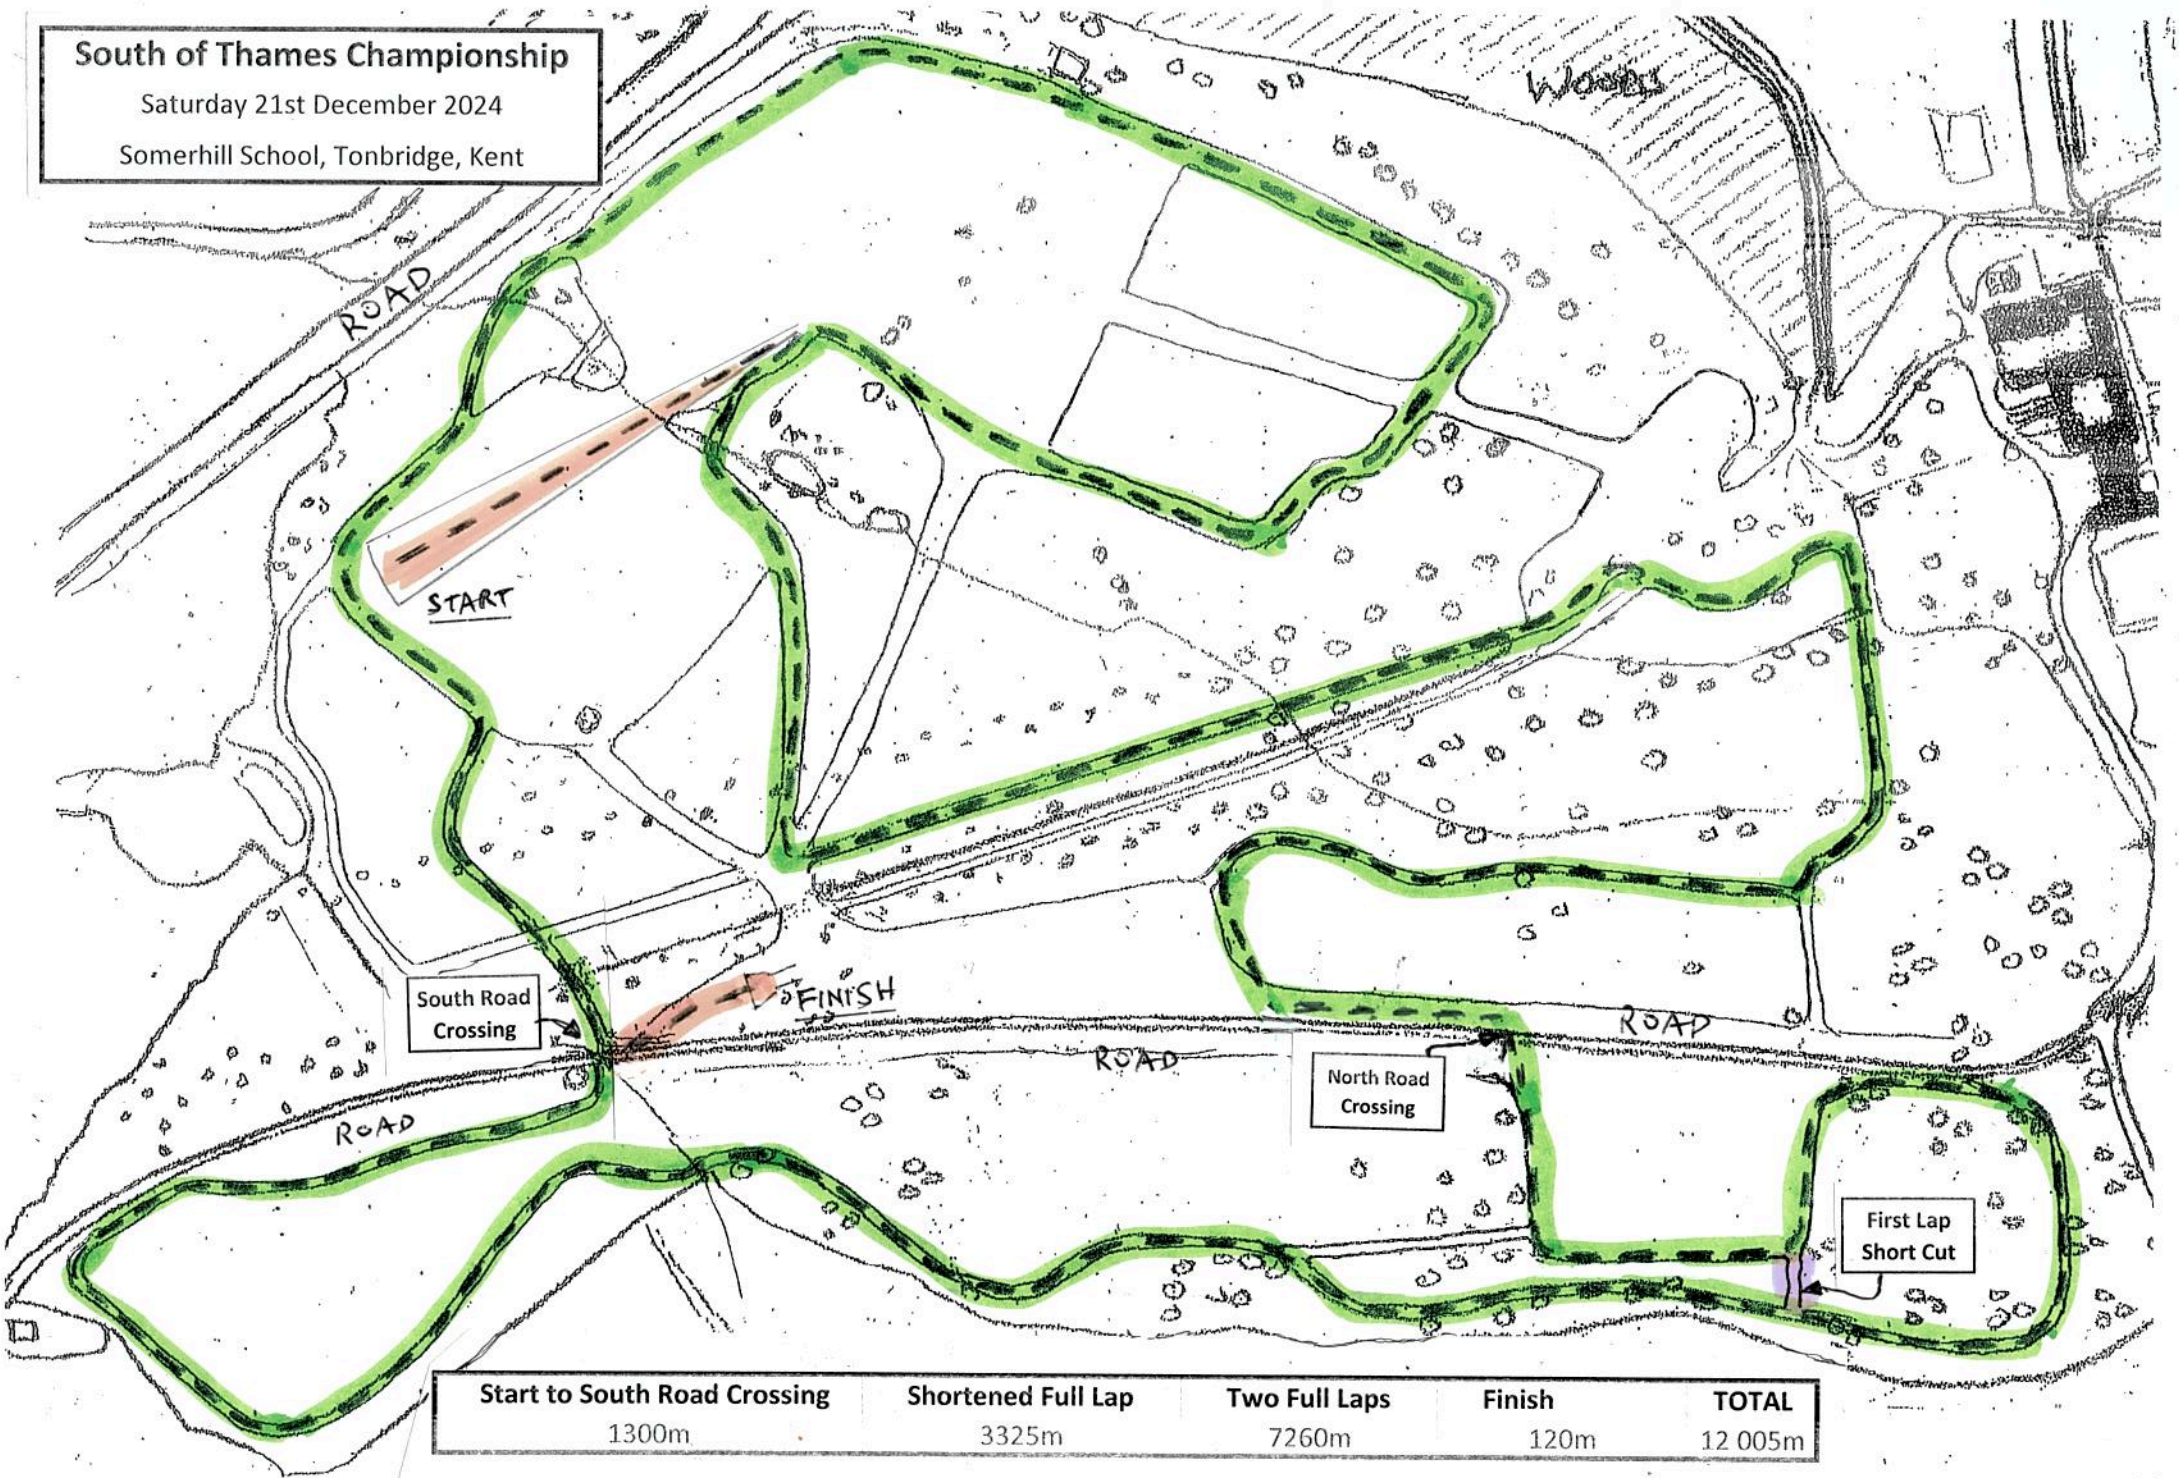 South of Thames Championship
Saturday 21st December 2024
Somerhill School, Tonbridge, Kent
WOODS
ROAD
START
South Road
Crossing
FINISH
ROAD
ROAD
ROAD
North Road
Crossing
First Lap
Short Cut
Start to South Road Crossing Shortened Full Lap Two Full Laps Finish TOTAL
1300m 3325m 7260m 120m 12 005m